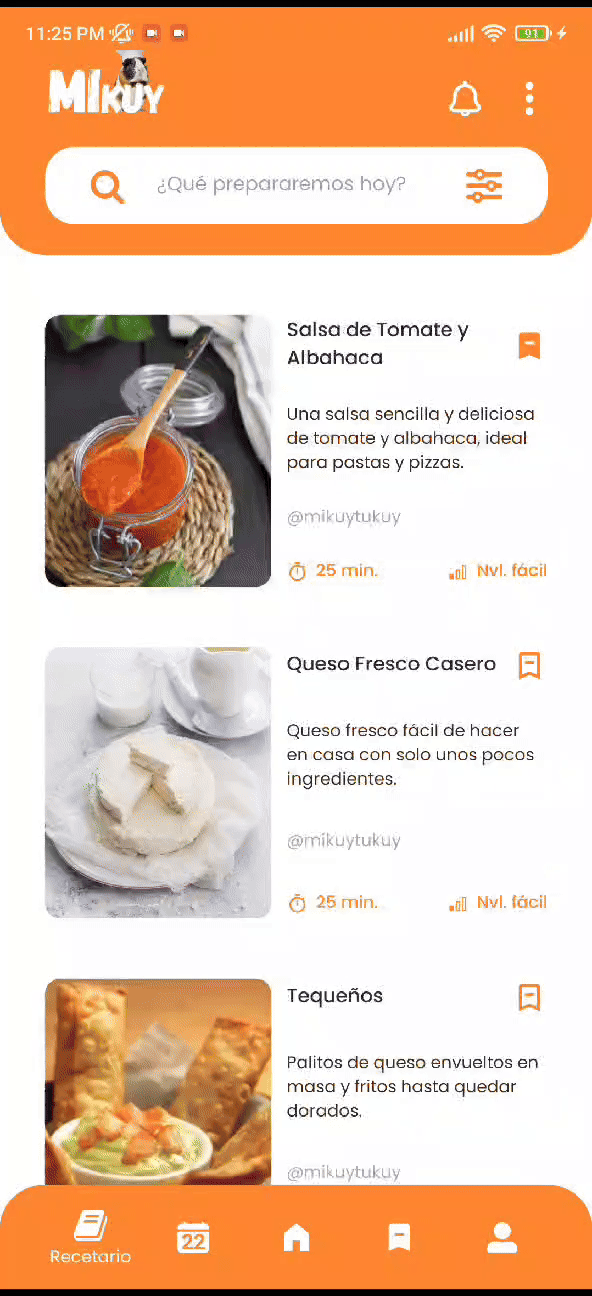 11:25 PM
91
MIKUY
¿Qué prepararemos hoy?
Salsa de Tomate y
Albahaca
Una salsa sencilla y deliciosa
de tomate y albahaca, ideal
para pastas y pizzas.
@mikuytukuy
25 min.
Nvl. fácil
Queso Fresco Casero
Queso fresco fácil de hacer
en casa con solo unos pocos
ingredientes.
@mikuytukuy
25 min.
Nvl. fácil
Tequeños
Palitos de queso envueltos en
masa y fritos hasta quedar
dorados.
@mikuytukuy
22
Recetario